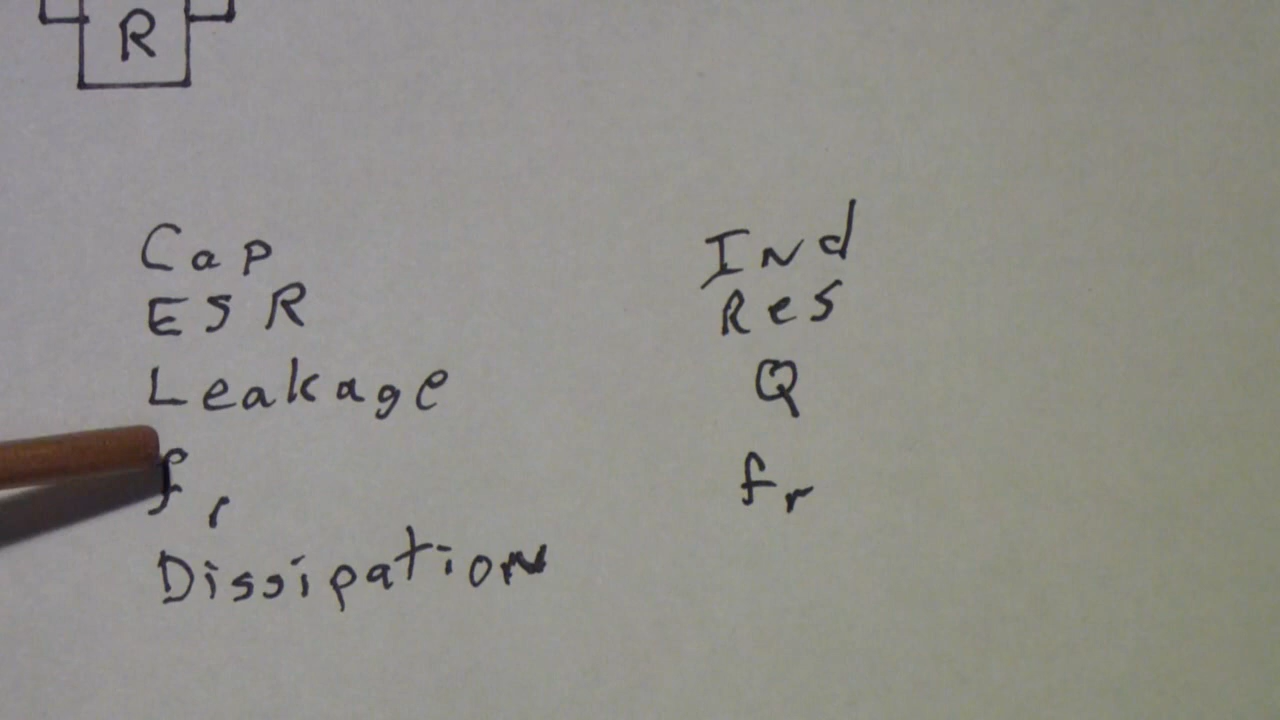 R
Cap
ESR
Leakage
fr
Dissipation
Ind
Res
Q
fr